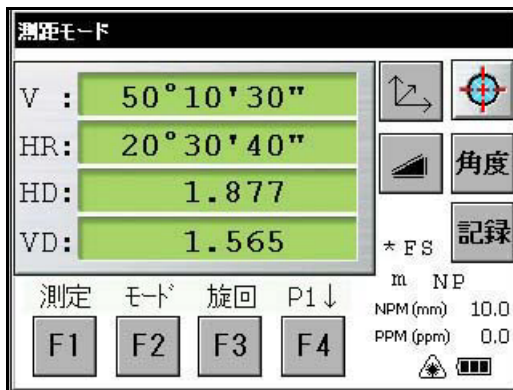 測距モード
V : 50°10'30"
HR: 20°30'40"
HD: 1.877
VD: 1.565
角度
記録
* FS
m NP
NPM (mm) 10.0
PPM (ppm) 0.0
測定 モード 旋回 P1↓
F1 F2 F3 F4